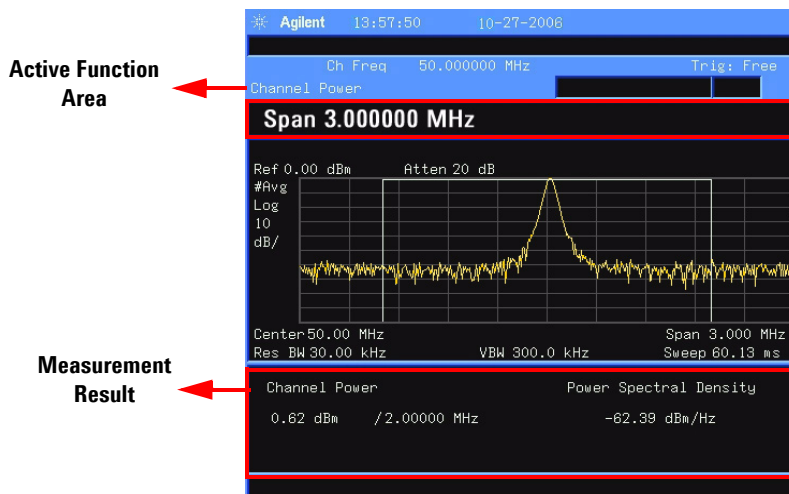 Agilent 13:57:50 10-27-2006
Ch Freq 50.000000 MHz Trig: Free
Channel Power
Active Function
Area
Span 3.000000 MHz
Ref 0.00 dBm Atten 20 dB
#Avg
Log
10
dB/
Center 50.00 MHz Span 3.000 MHz
Res BW 30.00 kHz VBW 300.0 kHz Sweep 60.13 ms
Measurement
Result
Channel Power Power Spectral Density
0.62 dBm /2.00000 MHz -62.39 dBm/Hz